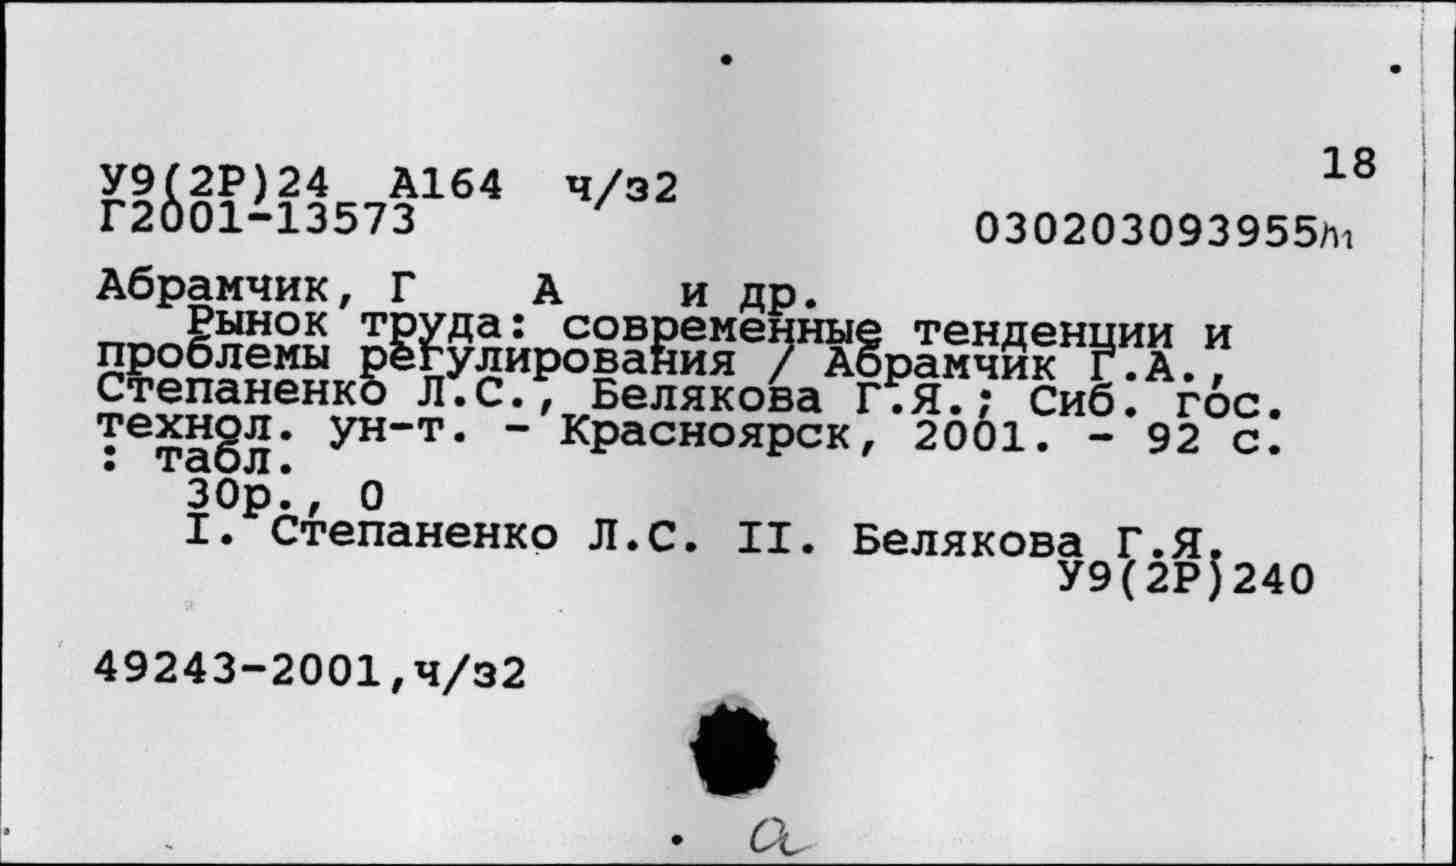 18
У9(2Р)24 А164 ч/з2
Г2001-13573
030203093955m
Абрамчик, Г А и др.
Рынок труда: современные тенденции и
проблемы регулирования / Абрамчик Г.А.,
Степаненко Л.С., Белякова Г.Я.; Сиб. гос.
технол. ун-т. - Красноярск, 2001. - 92 с.
: табл.
30р., 0
I. Степаненко Л.С. II. Белякова Г.Я.
У9(2Р)240
49243-2001,ч/з2
а